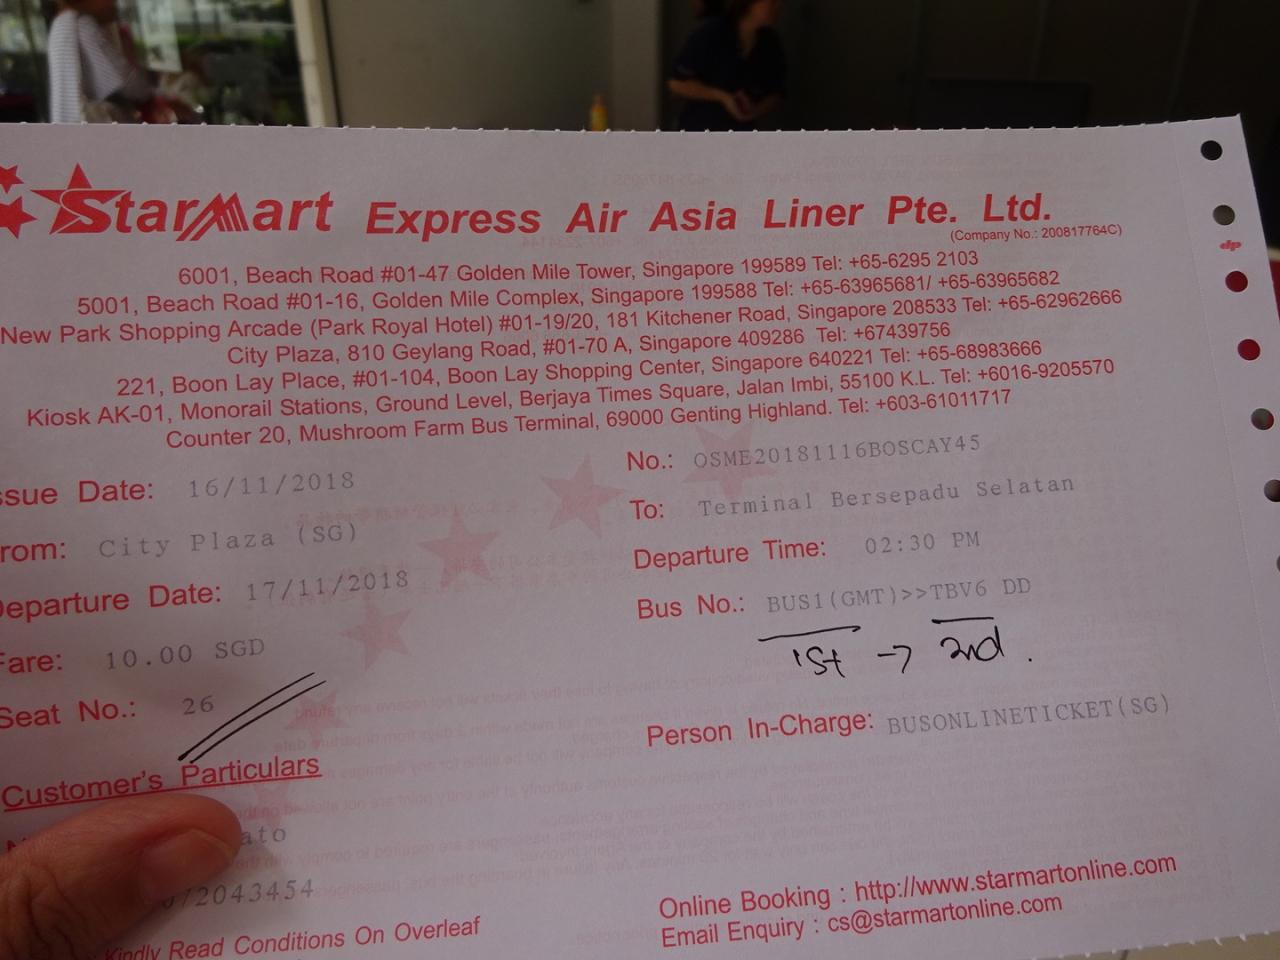 StarMart Express Air Asia Liner Pte. Ltd.
(Company No.: 200817764C)
6001, Beach Road #01-47 Golden Mile Tower, Singapore 199589 Tel: +65-6295 2103
5001, Beach Road #01-16, Golden Mile Complex, Singapore 199588 Tel: +65-63965681/ +65-63965682
New Park Shopping Arcade (Park Royal Hotel) #01-19/20, 181 Kitchener Road, Singapore 208533 Tel: +65-62962666
City Plaza, 810 Geylang Road, #01-70 A, Singapore 409286 Tel: +67439756
221, Boon Lay Place, #01-104, Boon Lay Shopping Center, Singapore 640221 Tel: +65-68983666
Kiosk AK-01, Monorail Stations, Ground Level, Berjaya Times Square, Jalan Imbi, 55100 K.L. Tel: +6016-9205570
Counter 20, Mushroom Farm Bus Terminal, 69000 Genting Highland. Tel: +603-61011717
No.: OSME20181116BOSCAY45
ssue Date: 16/11/2018
To: Terminal Bersepadu Selatan
rom: City Plaza (SG)
Departure Time: 02:30 PM
Departure Date: 17/11/2018
Bus No.: BUS1(GMT)>>TBV6 DD
1st → 2nd.
Fare: 10.00 SGD
Seat No.: 26
Person In-Charge: BUSONLINETICKET(SG)
Customer's Particulars
ato
2043454
Online Booking : http://www.starmartonline.com
Email Enquiry : cs@starmartonline.com
Kindly Read Conditions On Overleaf
dp